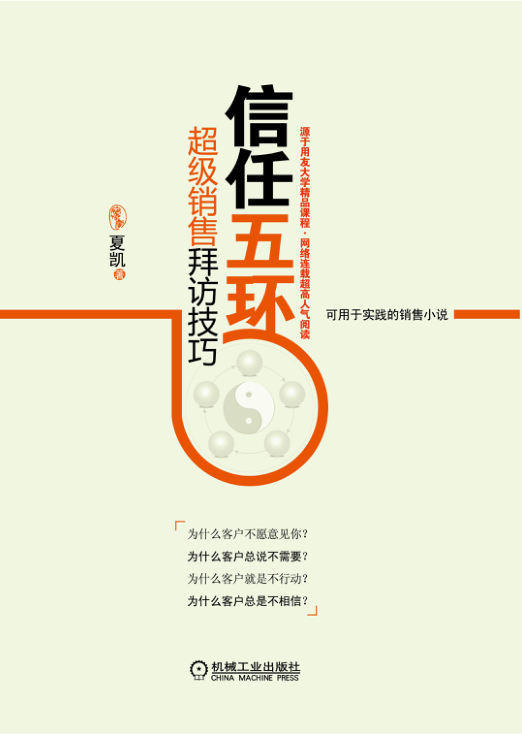 信任五环
超级销售拜访技巧
源于用友大学精品课程·网络连载超高人气阅读
夏凯 著
可用于实践的销售小说
为什么客户不愿意见你?
为什么客户总说不需要?
为什么客户就是不行动?
为什么客户总是不相信?
机械工业出版社
CHINA MACHINE PRESS